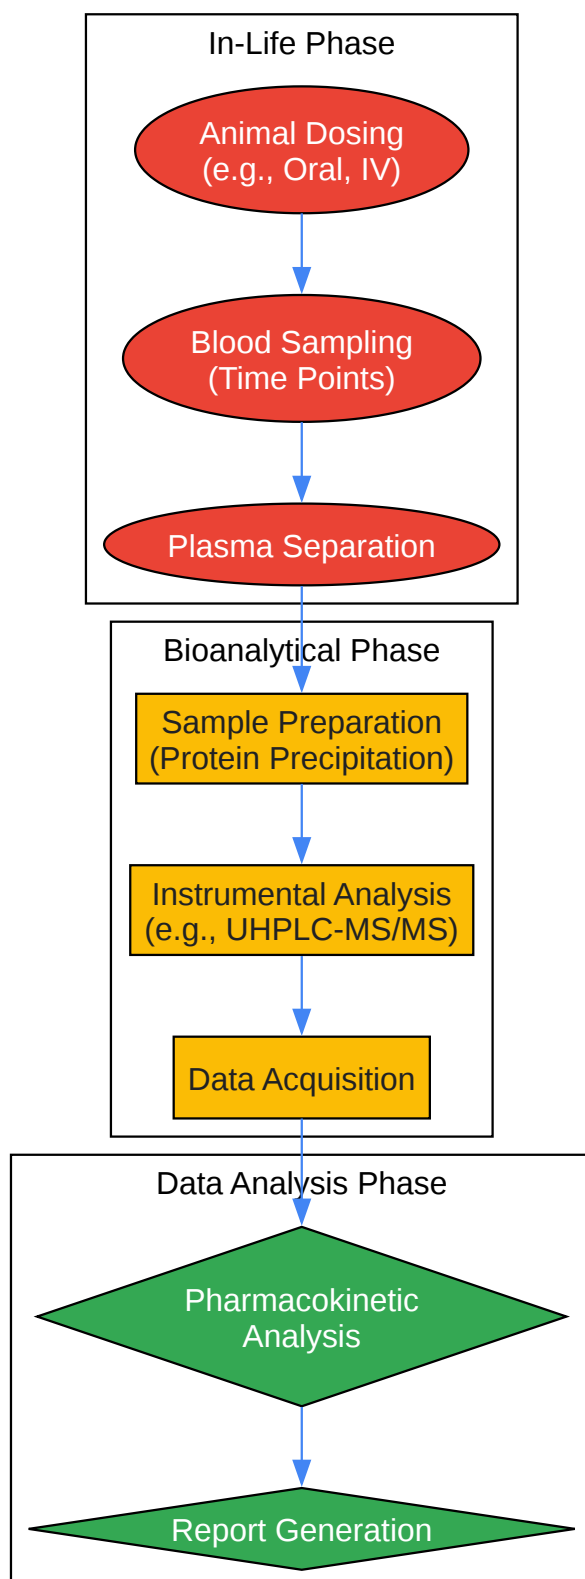 In-Life Phase
Animal Dosing
(e.g., Oral, IV)
Blood Sampling
(Time Points)
Plasma Separation
Bioanalytical Phase
Sample Preparation
(Protein Precipitation)
Instrumental Analysis
(e.g., UHPLC-MS/MS)
Data Acquisition
Data Analysis Phase
Pharmacokinetic
Analysis
Report Generation